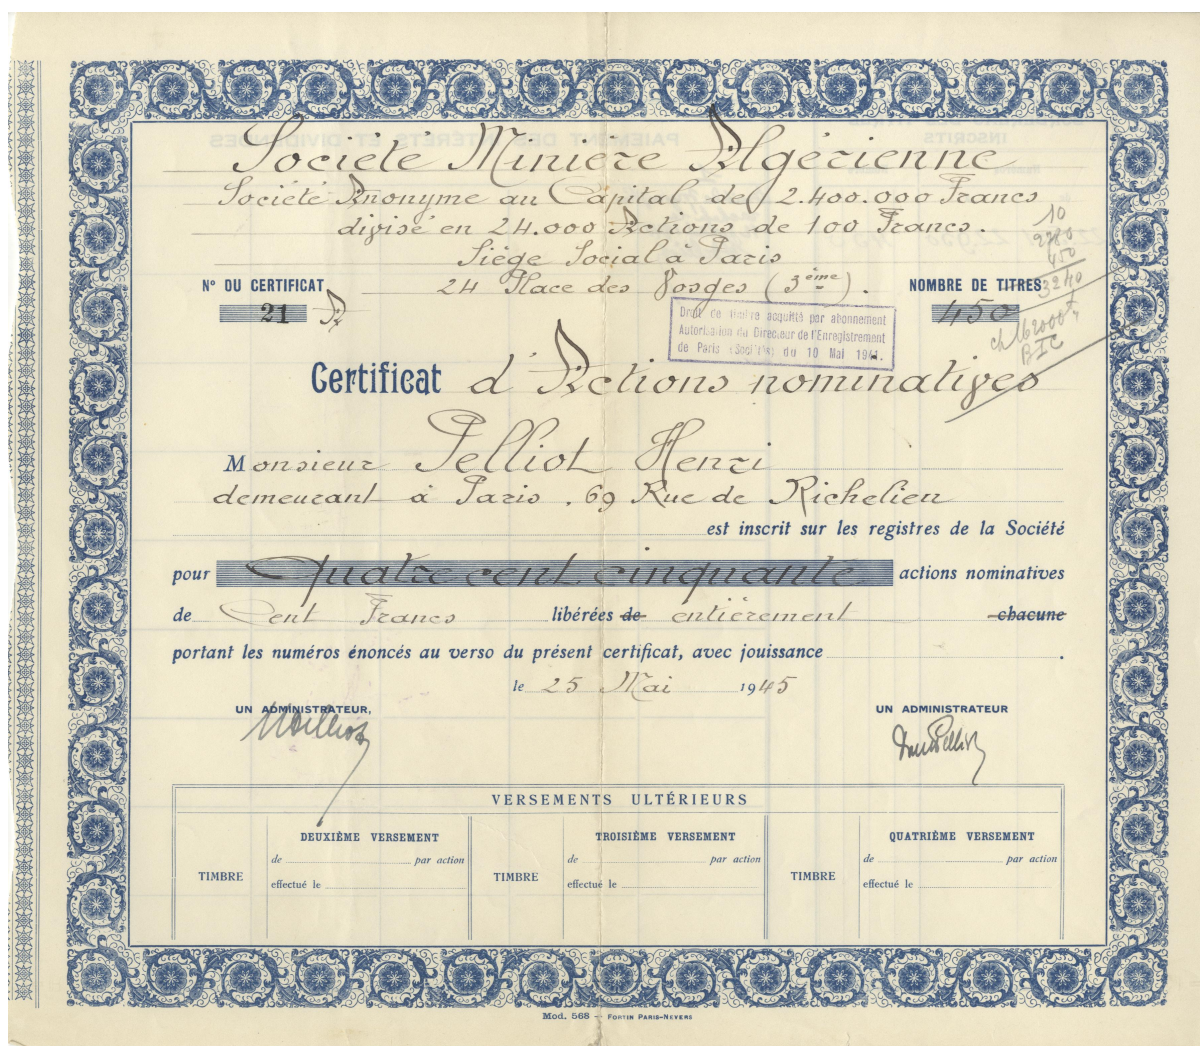 Société Minière Algérienne
Société Anonyme au Capital de 2.400.000 Francs
divisé en 24.000 Actions de 100 Francs.
Siège Social à Paris
24 Place des Vosges (3ème).
N° DU CERTIFICAT
21 A
NOMBRE DE TITRES
450
10
2780
450
3240
ch 162000 f
BIC
Droit de timbre acquitté par abonnement
Autorisation du Directeur de l'Enregistrement
de Paris (Sociétés) du 10 Mai 1941.
Certificat d'Actions nominatives
Monsieur Pelliot Henri
demeurant à Paris . 69 Rue de Richelieu
est inscrit sur les registres de la Société
pour Quatre cent cinquante actions nominatives
de Cent Francs libérées de entièrement chacune
portant les numéros énoncés au verso du présent certificat, avec jouissance .
le 25 Mai 1945
UN ADMINISTRATEUR,
UN ADMINISTRATEUR
VERSEMENTS ULTÉRIEURS
TIMBRE
DEUXIÈME VERSEMENT
de par action
effectué le
TIMBRE
TROISIÈME VERSEMENT
de par action
effectué le
TIMBRE
QUATRIÈME VERSEMENT
de par action
effectué le
Mod. 568 — FORTIN PARIS-NEVERS